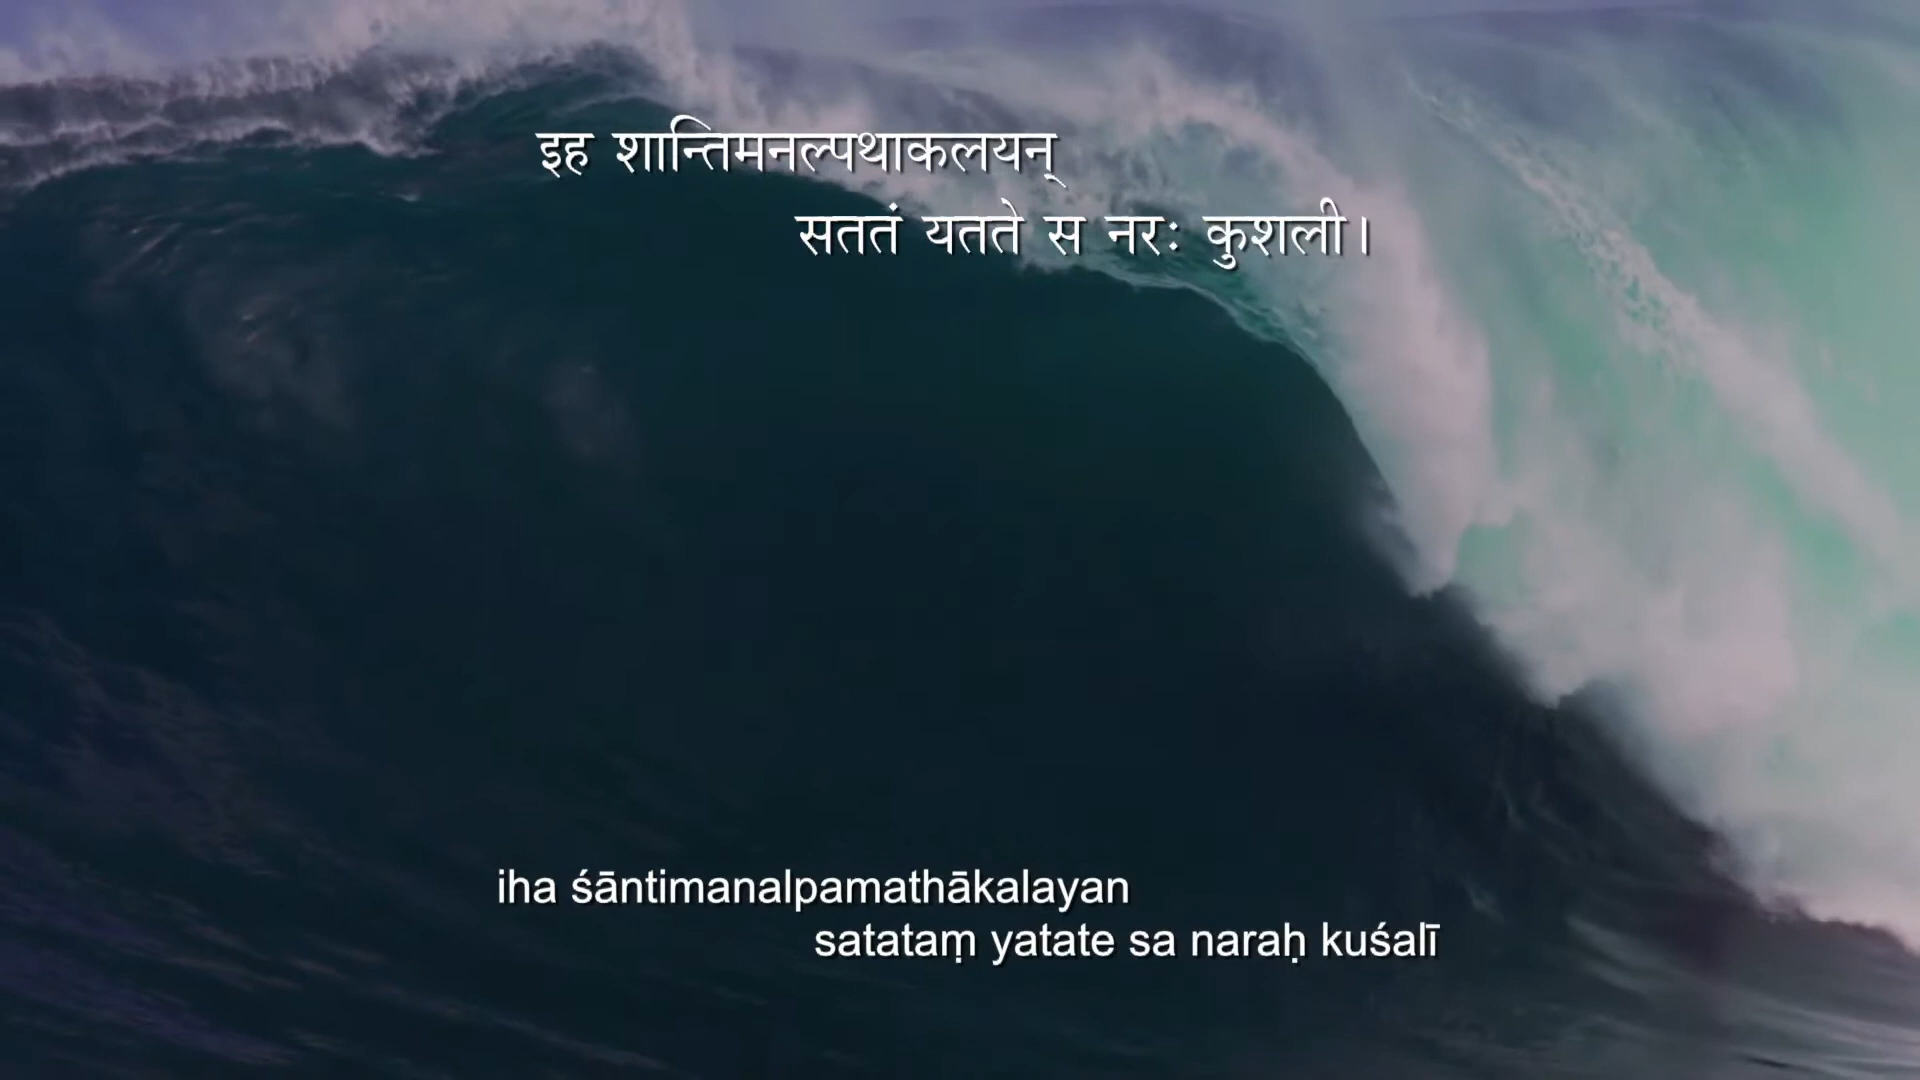 इह शान्तिमनल्पथाकलयन्
सततं यतते स नरः कुशली।
iha śāntimanalpamathākalayan
satataṃ yatate sa naraḥ kuśalī